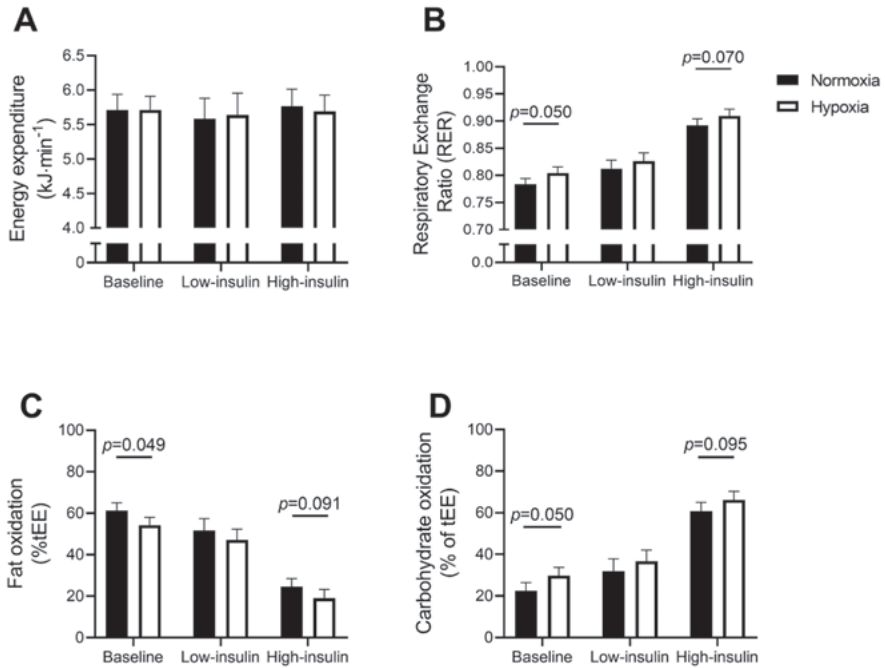 A
Energy expenditure
(kJ·min⁻¹)
6.5
6.0
5.5
5.0
4.5
4.0
0
Baseline
Low-insulin
High-insulin
B
Respiratory Exchange
Ratio (RER)
1.00
0.95
0.90
0.85
0.80
0.75
0.70
0.0
p=0.050
p=0.070
Baseline
Low-insulin
High-insulin
Normoxia
Hypoxia
C
Fat oxidation
(%tEE)
100
80
60
40
20
0
p=0.049
p=0.091
Baseline
Low-insulin
High-insulin
D
Carbohydrate oxidation
(% of tEE)
100
80
60
40
20
0
p=0.050
p=0.095
Baseline
Low-insulin
High-insulin